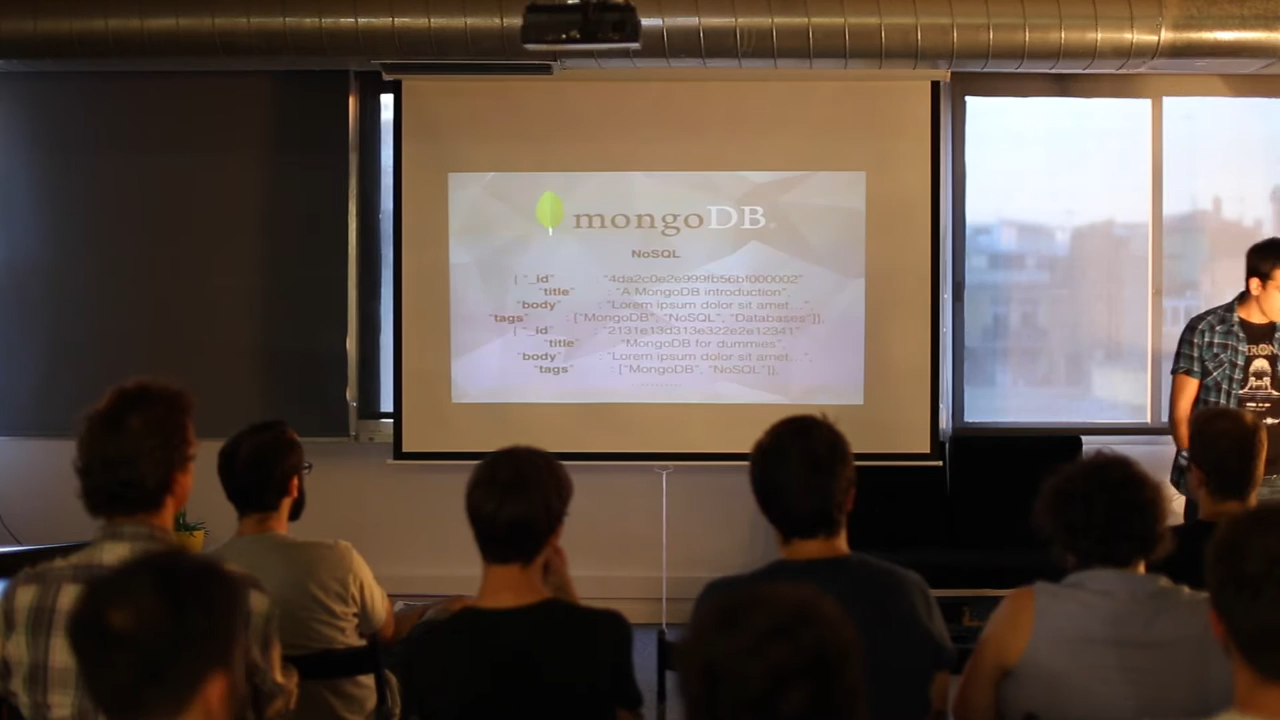 mongoDB
NoSQL
{ "_id" "4da2c0e2e999fb56bf000002"
"title" : "A MongoDB introduction",
"body" : "Lorem ipsum dolor sit amet...",
"tags" : ["MongoDB", "NoSQL", "Databases"]},
{ "_id" : "2131e13d313e322e2e12341"
"title" "MongoDB for dummies",
"body" : "Lorem ipsum dolor sit amet...",
"tags" : ["MongoDB", "NoSQL"]},